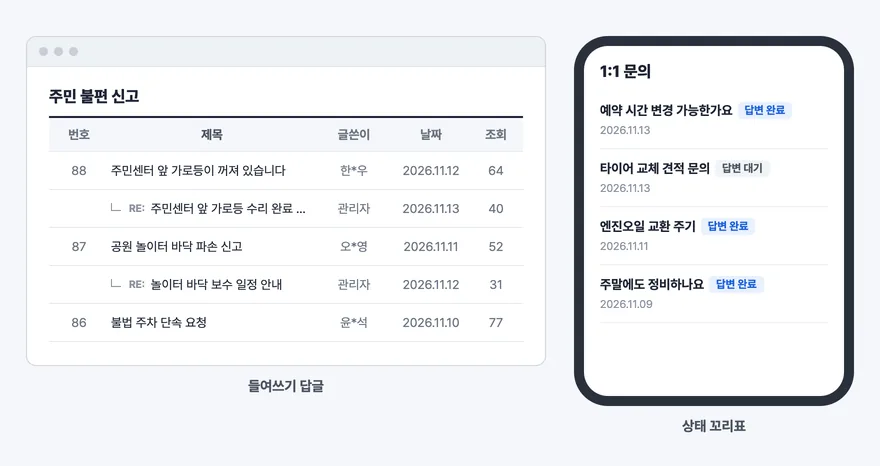 주민 불편 신고
번호 제목 글쓴이 날짜 조회
88 주민센터 앞 가로등이 꺼져 있습니다 한*우 2026.11.12 64
RE: 주민센터 앞 가로등 수리 완료 ... 관리자 2026.11.13 40
87 공원 놀이터 바닥 파손 신고 오*영 2026.11.11 52
RE: 놀이터 바닥 보수 일정 안내 관리자 2026.11.12 31
86 불법 주차 단속 요청 윤*석 2026.11.10 77
들여쓰기 답글
1:1 문의
예약 시간 변경 가능한가요 답변 완료
2026.11.13
타이어 교체 견적 문의 답변 대기
2026.11.13
엔진오일 교환 주기 답변 완료
2026.11.11
주말에도 정비하나요 답변 완료
2026.11.09
상태 꼬리표